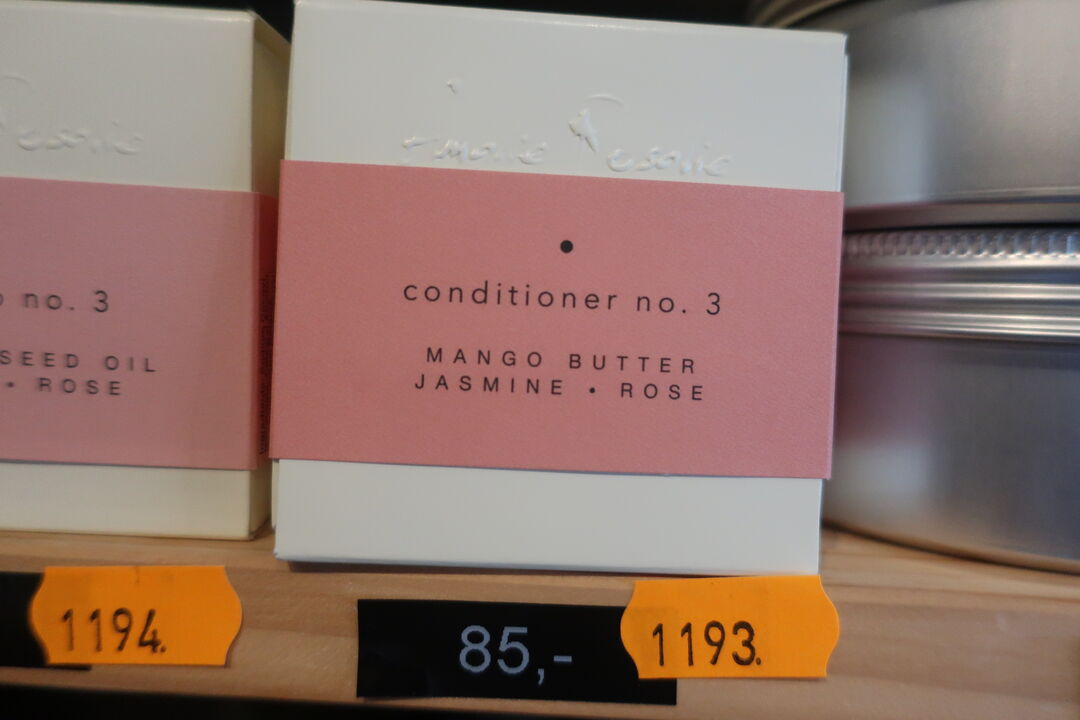 conditioner no. 3
MANGO BUTTER
JASMINE • ROSE
no. 3
SEED OIL
• ROSE
1194.
85,-
1193.